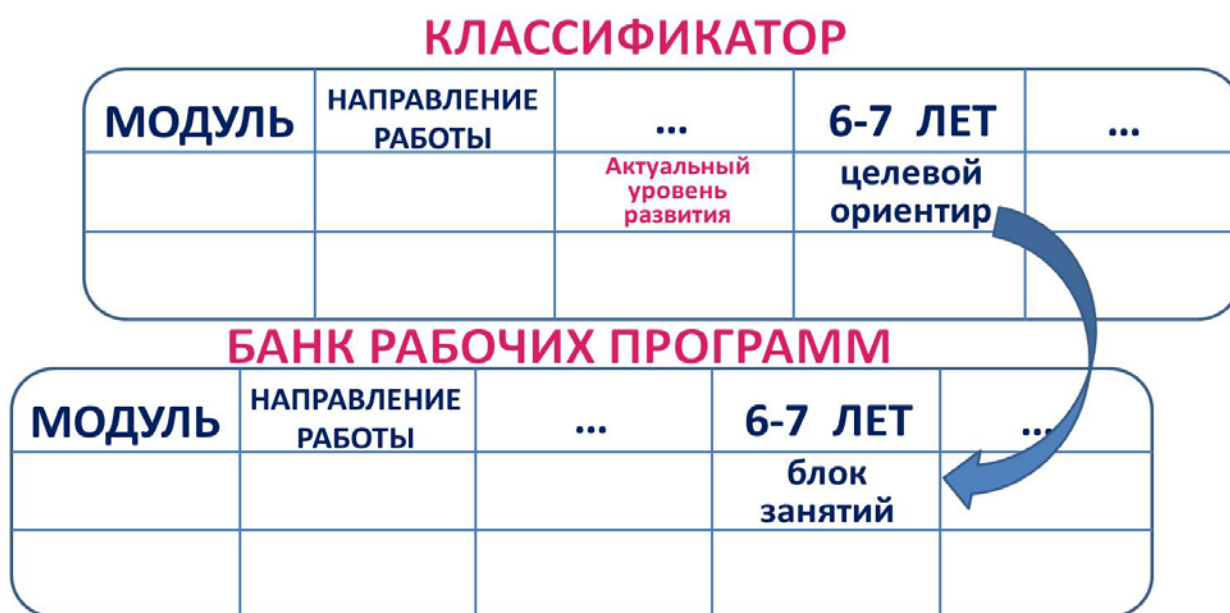 КЛАССИФИКАТОР
МОДУЛЬ
НАПРАВЛЕНИЕ
РАБОТЫ
...
6-7 ЛЕТ
...
Актуальный
уровень
развития
целевой
ориентир
БАНК РАБОЧИХ ПРОГРАММ
МОДУЛЬ
НАПРАВЛЕНИЕ
РАБОТЫ
...
6-7 ЛЕТ
...
блок
занятий